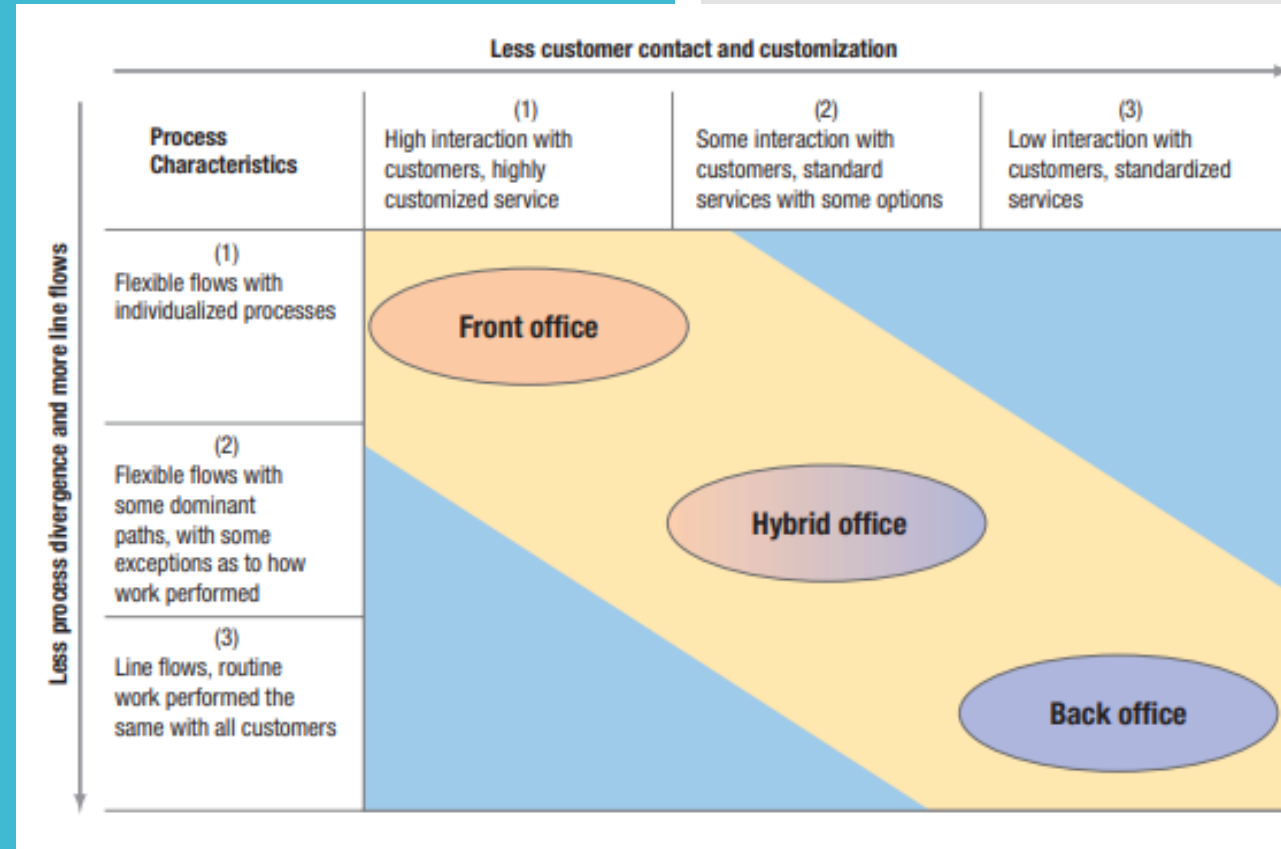 Less customer contact and customization
Process
Characteristics
(1)
High interaction with
customers, highly
customized service
(2)
Some interaction with
customers, standard
services with some options
(3)
Low interaction with
customers, standardized
services
Less process divergence and more line flows
(1)
Flexible flows with
individualized processes
Front office
(2)
Flexible flows with
some dominant
paths, with some
exceptions as to how
work performed
Hybrid office
(3)
Line flows, routine
work performed the
same with all customers
Back office